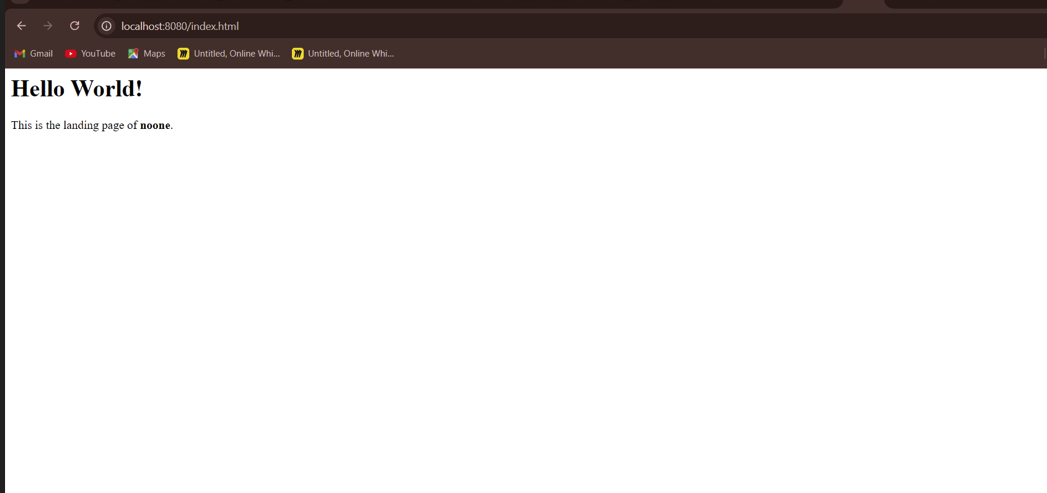 localhost:8080/index.html
Gmail YouTube Maps Untitled, Online Whi... Untitled, Online Whi...
Hello World!
This is the landing page of noone.